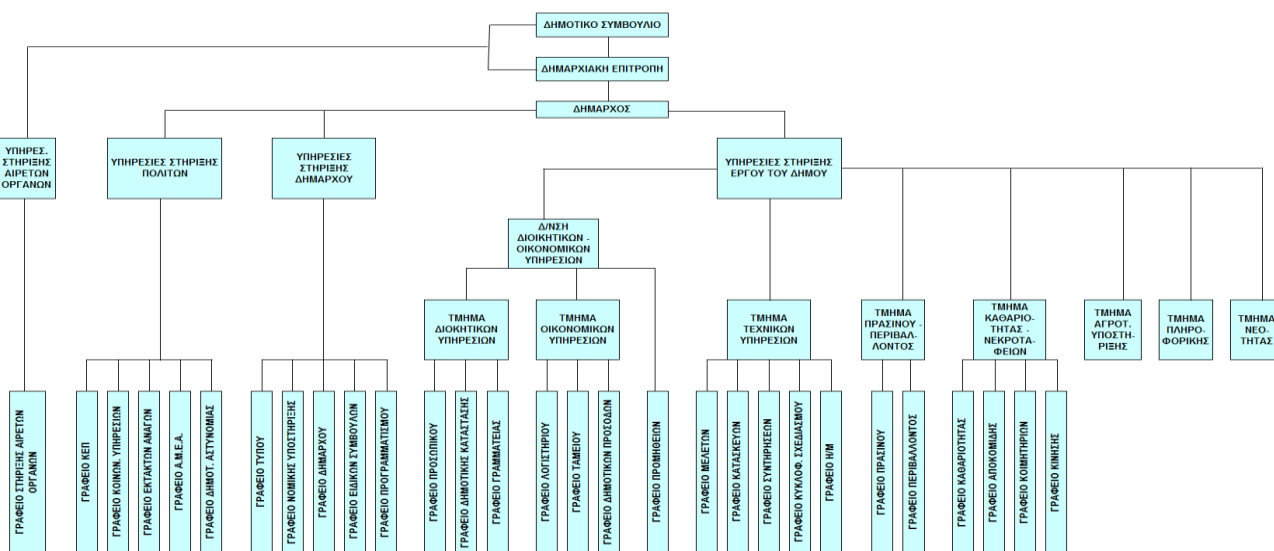 ΔΗΜΟΤΙΚΟ ΣΥΜΒΟΥΛΙΟ
ΔΗΜΑΡΧΙΑΚΗ ΕΠΙΤΡΟΠΗ
ΔΗΜΑΡΧΟΣ
ΥΠΗΡΕΣ.
ΣΤΗΡΙΞΗΣ
ΑΙΡΕΤΩΝ
ΟΡΓΑΝΩΝ
ΥΠΗΡΕΣΙΕΣ ΣΤΗΡΙΞΗΣ
ΠΟΛΙΤΩΝ
ΥΠΗΡΕΣΙΕΣ
ΣΤΗΡΙΞΗΣ
ΔΗΜΑΡΧΟΥ
ΥΠΗΡΕΣΙΕΣ ΣΤΗΡΙΞΗΣ
ΕΡΓΟΥ ΤΟΥ ΔΗΜΟΥ
Δ/ΝΣΗ
ΔΙΟΙΚΗΤΙΚΩΝ -
ΟΙΚΟΝΟΜΙΚΩΝ
ΥΠΗΡΕΣΙΩΝ
ΤΜΗΜΑ
ΔΙΟΚΗΤΙΚΩΝ
ΥΠΗΡΕΣΙΩΝ
ΤΜΗΜΑ
ΟΙΚΟΝΟΜΙΚΩΝ
ΥΠΗΡΕΣΙΩΝ
ΤΜΗΜΑ
ΤΕΧΝΙΚΩΝ
ΥΠΗΡΕΣΙΩΝ
ΤΜΗΜΑ
ΠΡΑΣΙΝΟΥ -
ΠΕΡΙΒΑΛ-
ΛΟΝΤΟΣ
ΤΜΗΜΑ
ΚΑΘΑΡΙΟ-
ΤΗΤΑΣ -
ΝΕΚΡΟΤΑ-
ΦΕΙΩΝ
ΤΜΗΜΑ
ΑΓΡΟΤ.
ΥΠΟΣΤΗ-
ΡΙΞΗΣ
ΤΜΗΜΑ
ΠΛΗΡΟ-
ΦΟΡΙΚΗΣ
ΤΜΗΜΑ
ΝΕΟ-
ΤΗΤΑΣ
ΓΡΑΦΕΙΟ ΣΤΗΡΙΞΗΣ ΑΙΡΕΤΩΝ
ΟΡΓΑΝΩΝ
ΓΡΑΦΕΙΟ ΚΕΠ
ΓΡΑΦΕΙΟ ΚΟΙΝΩΝ. ΥΠΗΡΕΣΙΩΝ
ΓΡΑΦΕΙΟ ΕΚΤΑΚΤΩΝ ΑΝΑΓΩΝ
ΓΡΑΦΕΙΟ Α.Μ.Ε.Α.
ΓΡΑΦΕΙΟ ΔΗΜΟΤ. ΑΣΤΥΝΟΜΙΑΣ
ΓΡΑΦΕΙΟ ΤΥΠΟΥ
ΓΡΑΦΕΙΟ ΝΟΜΙΚΗΣ ΥΠΟΣΤΗΡΙΞΗΣ
ΓΡΑΦΕΙΟ ΔΗΜΑΡΧΟΥ
ΓΡΑΦΕΙΟ ΕΙΔΙΚΩΝ ΣΥΜΒΟΥΛΩΝ
ΓΡΑΦΕΙΟ ΠΡΟΓΡΑΜΜΑΤΙΣΜΟΥ
ΓΡΑΦΕΙΟ ΠΡΟΣΩΠΙΚΟΥ
ΓΡΑΦΕΙΟ ΔΗΜΟΤΙΚΗΣ ΚΑΤΑΣΤΑΣΗΣ
ΓΡΑΦΕΙΟ ΓΡΑΜΜΑΤΕΙΑΣ
ΓΡΑΦΕΙΟ ΛΟΓΙΣΤΗΡΙΟΥ
ΓΡΑΦΕΙΟ ΤΑΜΕΙΟΥ
ΓΡΑΦΕΙΟ ΔΗΜΟΤΙΚΩΝ ΠΡΟΣΟΔΩΝ
ΓΡΑΦΕΙΟ ΠΡΟΜΗΘΕΙΩΝ
ΓΡΑΦΕΙΟ ΜΕΛΕΤΩΝ
ΓΡΑΦΕΙΟ ΚΑΤΑΣΚΕΥΩΝ
ΓΡΑΦΕΙΟ ΣΥΝΤΗΡΗΣΕΩΝ
ΓΡΑΦΕΙΟ ΚΥΚΛΟΦ. ΣΧΕΔΙΑΣΜΟΥ
ΓΡΑΦΕΙΟ Η/Μ
ΓΡΑΦΕΙΟ ΠΡΑΣΙΝΟΥ
ΓΡΑΦΕΙΟ ΠΕΡΙΒΑΛΛΟΝΤΟΣ
ΓΡΑΦΕΙΟ ΚΑΘΑΡΙΟΤΗΤΑΣ
ΓΡΑΦΕΙΟ ΑΠΟΚΟΜΙΔΗΣ
ΓΡΑΦΕΙΟ ΚΟΙΜΗΤΗΡΙΩΝ
ΓΡΑΦΕΙΟ ΚΙΝΗΣΗΣ